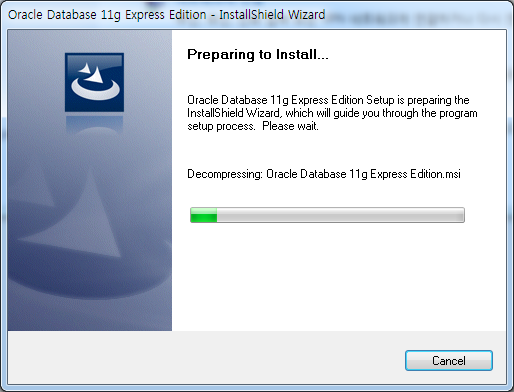 Oracle Database 11g Express Edition - InstallShield Wizard
Preparing to Install...
Oracle Database 11g Express Edition Setup is preparing the
InstallShield Wizard, which will guide you through the program
setup process.  Please wait.
Decompressing: Oracle Database 11g Express Edition.msi
Cancel